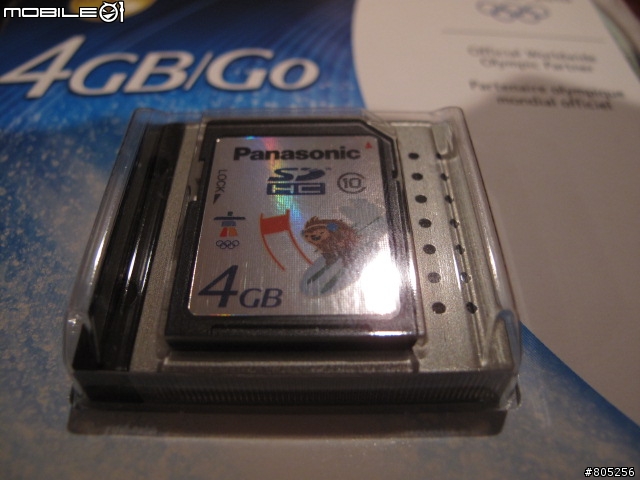 MOBILE01
4GB/Go
Official Worldwide
Olympic Partner
Partenaire olympique
mondial officiel
Panasonic
SD
HC
10
LOCK
4GB
#805256